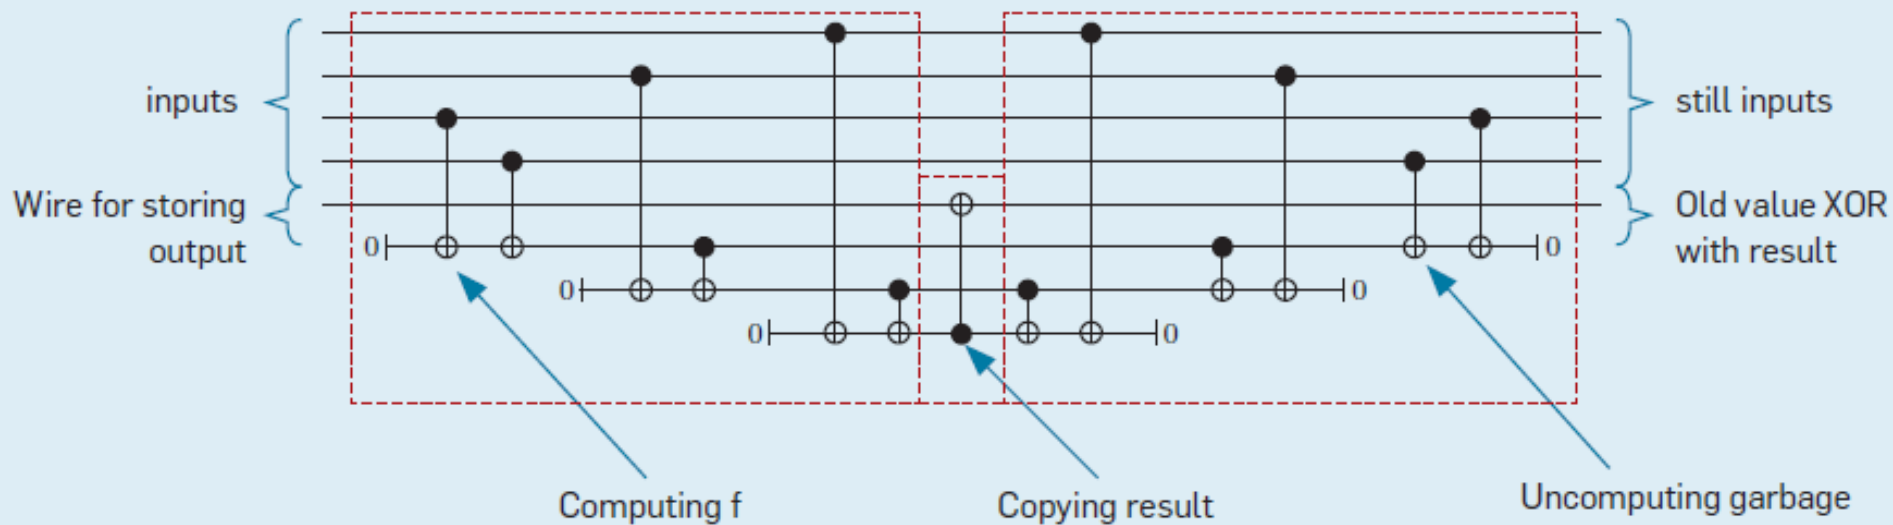 inputs
still inputs
Wire for storing
output
Old value XOR
with result
0
0
0
0
0
0
Computing f
Copying result
Uncomputing garbage